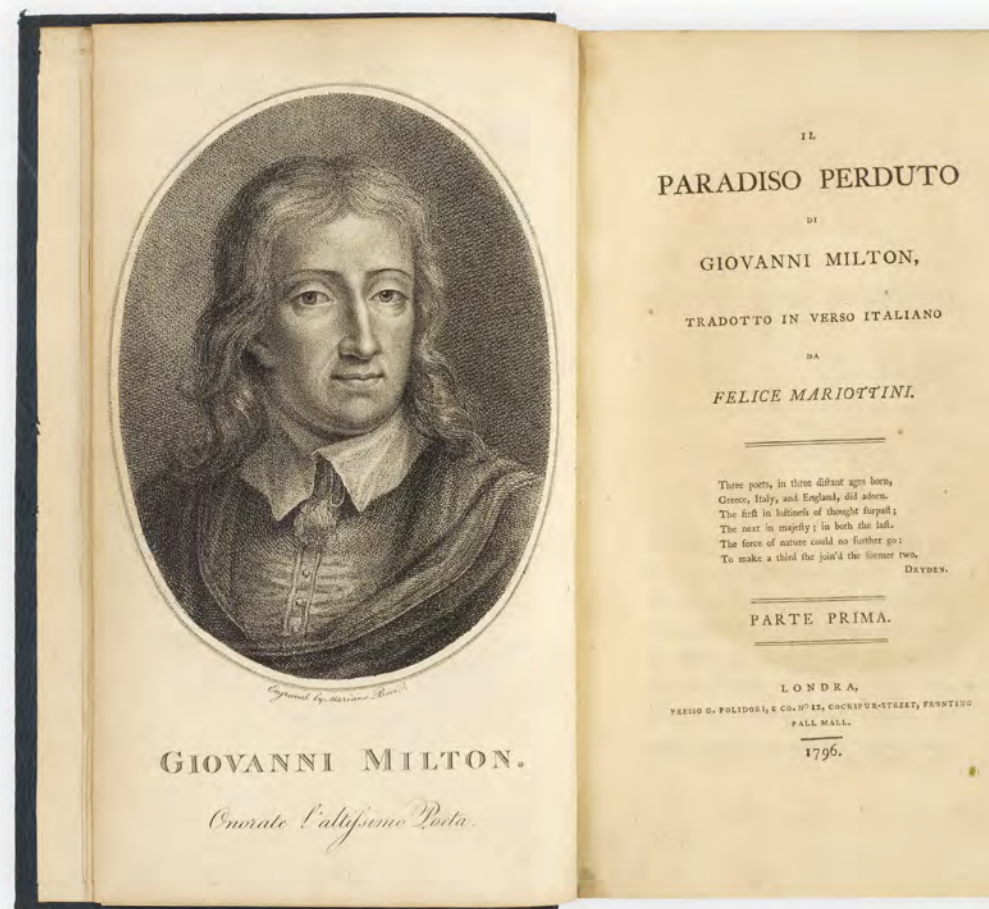 Engraved by Mariano Bovi
GIOVANNI MILTON.
Onorate l'altiſsimo Poeta.
IL
PARADISO PERDUTO
DI
GIOVANNI MILTON,
TRADOTTO IN VERSO ITALIANO
DA
FELICE MARIOTTINI.
Three poets, in three diſtant ages born,
Greece, Italy, and England, did adorn.
The firſt in loftineſs of thought ſurpaſt;
The next in majeſty; in both the laſt.
The force of nature could no further go:
To make a third ſhe join'd the former two.
DRYDEN.
PARTE PRIMA.
LONDRA,
PRESSO G. POLIDORI, E CO. Nº 12, COCKSPUR-STREET, FRONTING
PALL MALL.
1796.